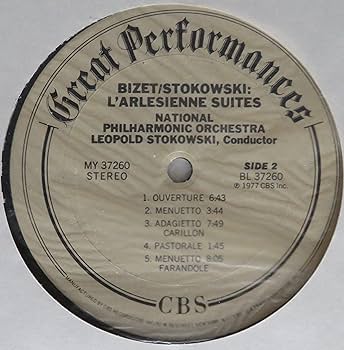 Great Performances
BIZET/STOKOWSKI:
L'ARLESIENNE SUITES
NATIONAL
PHILHARMONIC ORCHESTRA
LEOPOLD STOKOWSKI, Conductor
MY 37260
STEREO
SIDE 2
BL 37260
℗ 1977 CBS Inc.
1. OUVERTURE 6:43
2. MENUETTO 3:44
3. ADAGIETTO 7:49
CARILLON
4. PASTORALE 1:45
5. MENUETTO 8:05
FARANDOLE
CBS